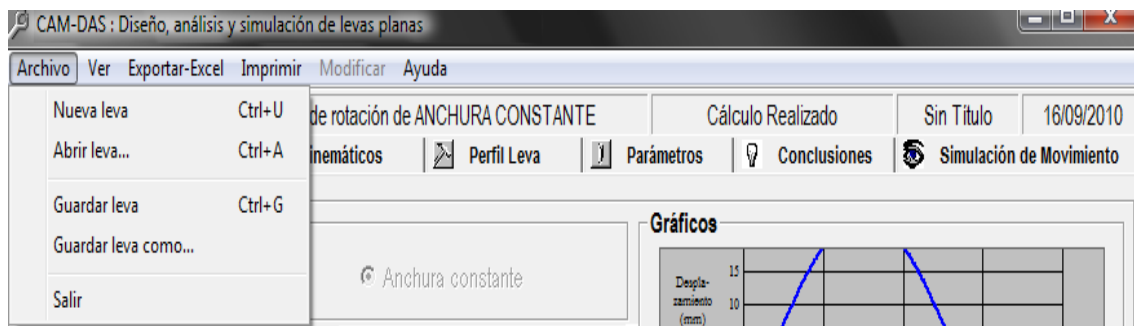 CAM-DAS : Diseño, análisis y simulación de levas planas
Archivo Ver Exportar-Excel Imprimir Modificar Ayuda
Nueva leva Ctrl+U
Abrir leva... Ctrl+A
Guardar leva Ctrl+G
Guardar leva como...
Salir
de rotación de ANCHURA CONSTANTE Cálculo Realizado Sin Título 16/09/2010
inemáticos Perfil Leva Parámetros Conclusiones Simulación de Movimiento
Anchura constante
Gráficos
Despla-
zamiento
(mm)
15
10